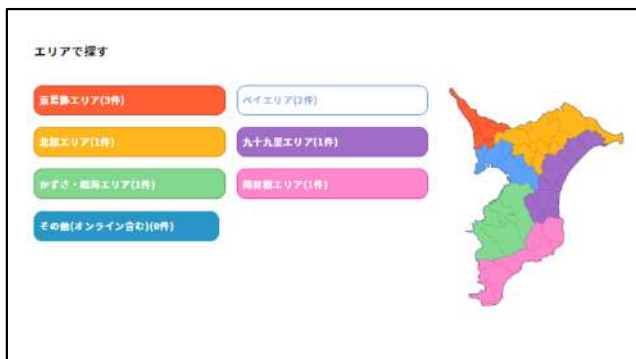 エリアで探す
東葛飾エリア(3件)
ベイエリア(2件)
北総エリア(1件)
九十九里エリア(1件)
かずさ・臨海エリア(1件)
南房総エリア(1件)
その他(オンライン含む)(0件)